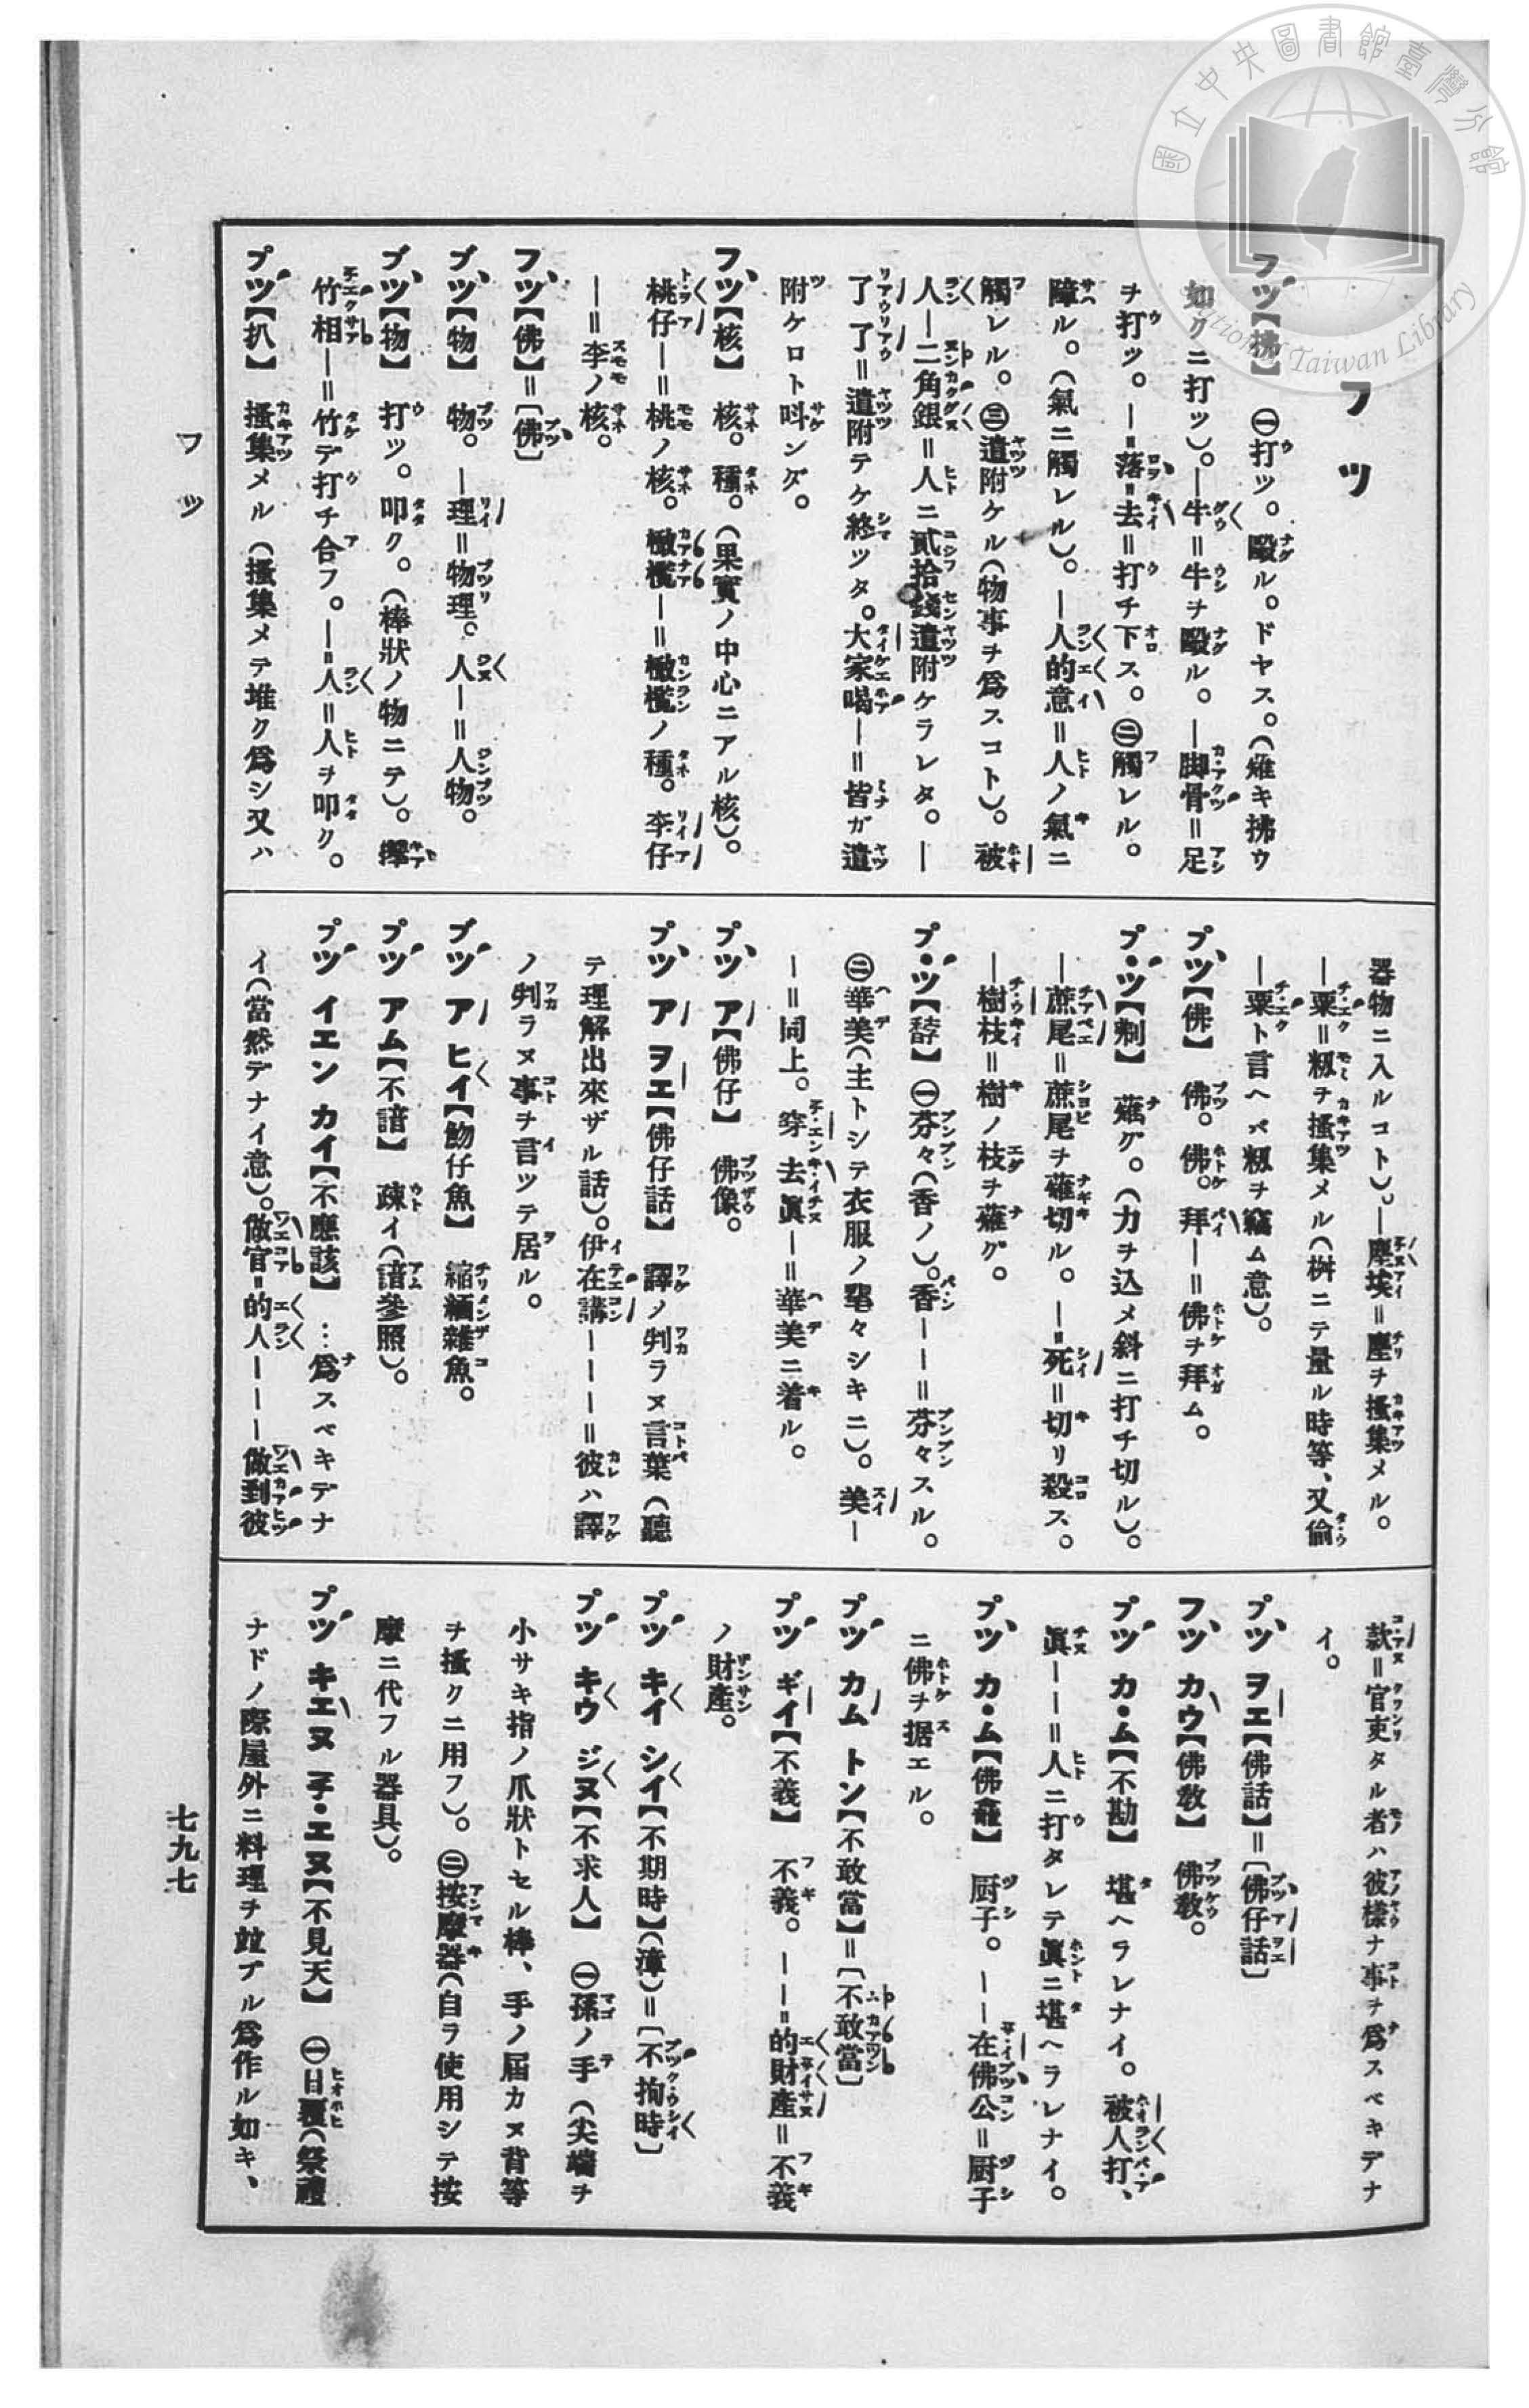 國立中央圖書館臺灣分館
National Taiwan Library
フツ
フツ【拂】 ㊀打ツ。毆ル。ドヤス。(薙キ拂ウ
如クニ打ツ)。―牛=牛ヲ毆ル。―脚骨=足
ヲ打ツ。―=落=去=打チ下ス。㊁觸レル。
障ル。(氣ニ觸レル)。―人的意=人ノ氣ニ
觸レル。㊂遣附ケル(物事ヲ爲スコト)。被
人―二角銀=人ニ貳拾錢遣附ケラレタ。―
了了=遣附テケ終ツタ。大家喝―=皆ガ遣
附ケロト叫ンダ。
フツ【核】 核。種。(果實ノ中心ニアル核)。
桃仔―=桃ノ核。橄欖―=橄欖ノ種。李仔
―=李ノ核。
フツ【佛】=〔佛〕
ブツ【物】 物。―理=物理。人―=人物。
ブツ【物】 打ツ。叩ク。(棒狀ノ物ニテ)。
竹相―=竹デ打チ合フ。―=人=人ヲ叩ク。
プツ【扒】 搔集メル(搔集メテ堆ク爲シ又ハ
器物ニ入ルコト)。―塵埃=塵ヲ搔集メル。
―粟=籾ヲ搔集メル(桝ニテ量ル時等、又偷
―粟ト言ヘバ籾ヲ竊ム意)。
プツ【佛】 佛。佛。拜―=佛ヲ拜ム。
プ・ツ【刜】 薙グ。(力ヲ込メ斜ニ打チ切ル)。
―蔗尾=蔗尾ヲ薙切ル。―=死=切リ殺ス。
―樹枝=樹ノ枝ヲ薙グ。
プ・ツ【馞】 ㊀芬々(香ノ)。香――=芬々スル。
㊁華美(主トシテ衣服ノ鞏々シキニ)。美―
―=同上。穿去眞―=華美ニ着ル。
プツ ア【佛仔】 佛像。
プツ ア ヲエ【佛仔話】 譯ノ判ラヌ言葉(聽
テ理解出來ザル話)。伊在講―――=彼ハ譯
ノ判ラヌ事ヲ言ツテ居ル。
ブツ ア ヒイ【魩仔魚】 縮緬雜魚。
プツ アム【不諳】 疎イ(諳參照)。
プツ イエン カイ【不應該】 …爲スベキデナ
イ(當然デナイ意)。做官=的人―――做到彼
款=官吏タル者ハ彼樣ナ事ヲ爲スベキデナ
イ。
プツ ヲエ【佛話】=〔佛仔話〕
フツ カウ【佛敎】 佛敎。
プツ カ・ム【不勘】 堪ヘラレナイ。被人打、
眞――=人ニ打タレテ眞ニ堪ヘラレナイ。
プツ カ・ム【佛龕】 厨子。――在佛公=厨子
ニ佛ヲ据エル。
プツ カム トン【不敢當】=〔不敢當〕
プツ ギイ【不義】 不義。――=的財產=不義
ノ財產。
プツ キイ シイ【不期時】(漳)=〔不拘時〕
プツ キウ ジヌ【不求人】 ㊀孫ノ手(尖端ヲ
小サキ指ノ爪狀トセル棒、手ノ屆カヌ背等
ヲ搔クニ用フ)。㊁按摩器(自ラ使用シテ按
摩ニ代フル器具)。
プツ キエヌ チ・エヌ【不見天】 ㊀日覆(祭禮
ナドノ際屋外ニ料理ヲ竝ブル爲作ル如キ、
フツ
七九七